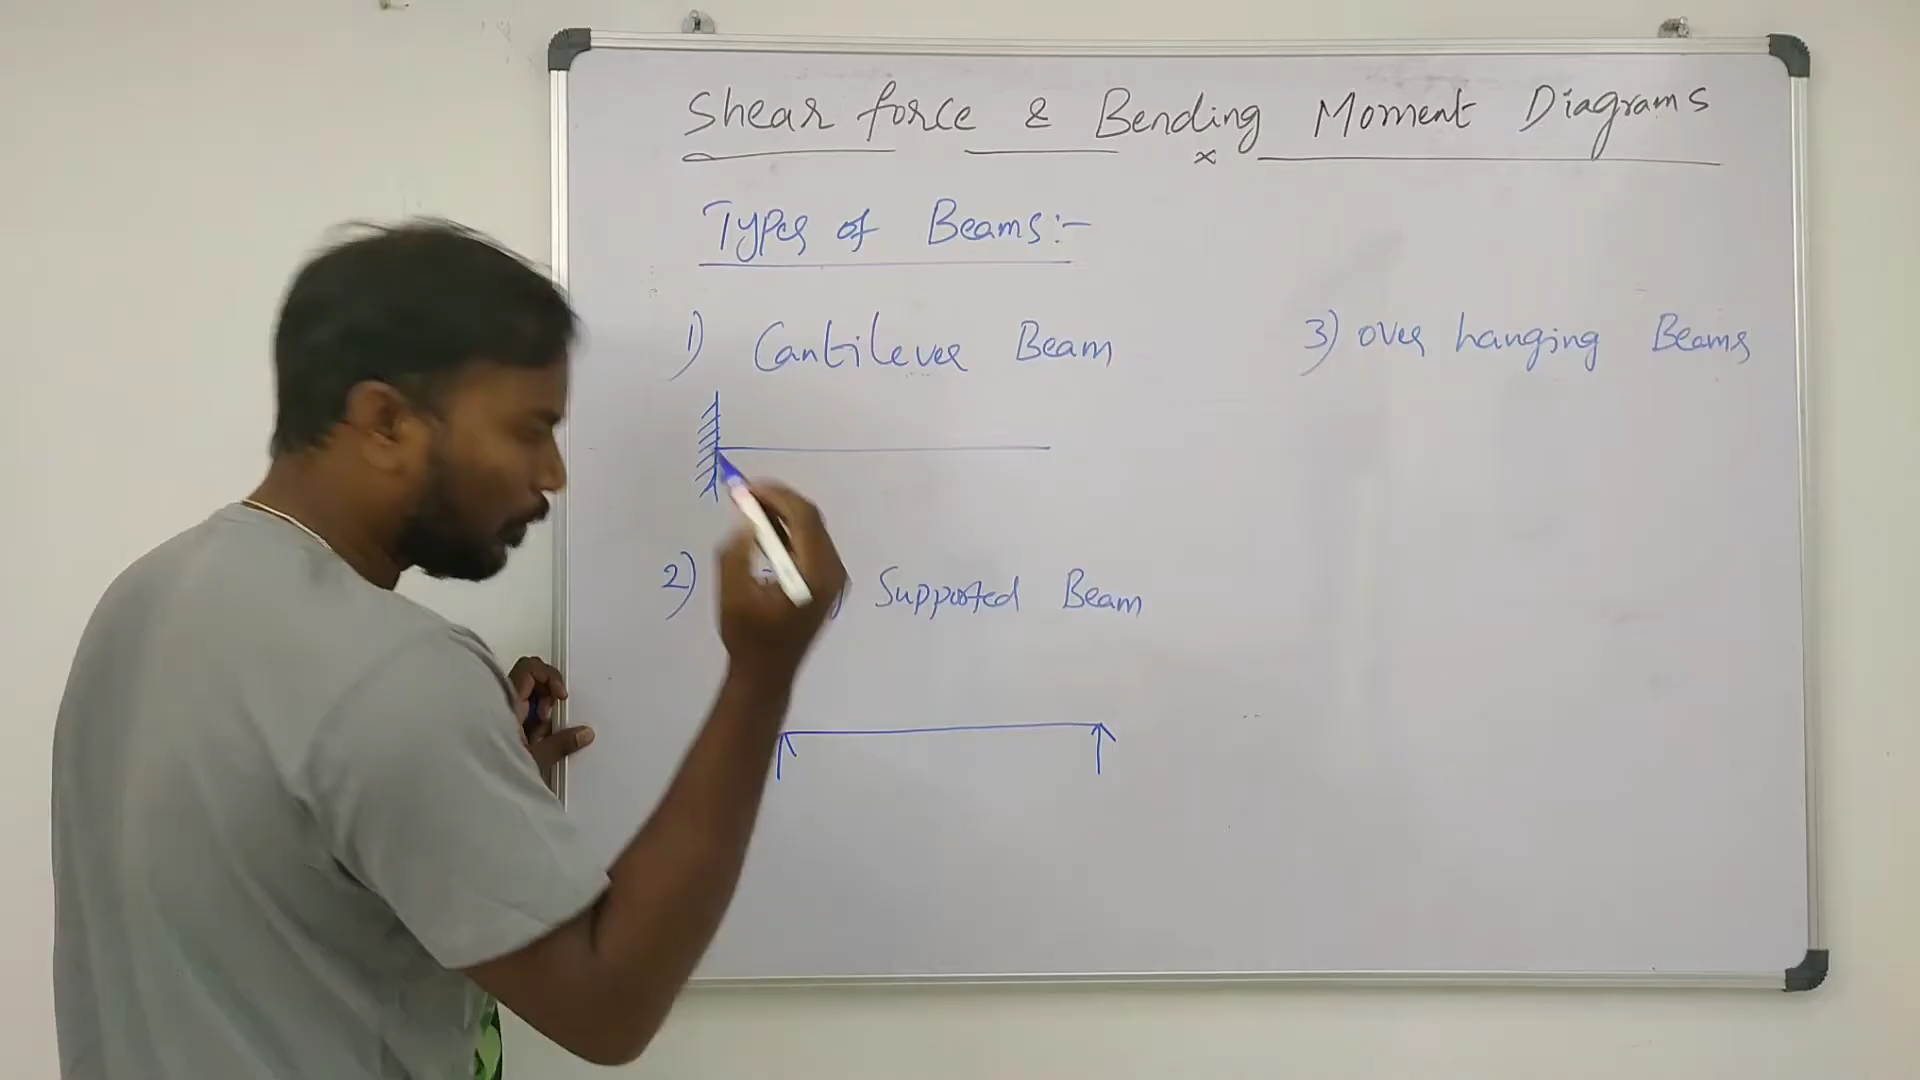 Shear force & Bending Moment Diagrams
Types of Beams:-
1) Cantilever Beam
2) Supported Beam
3) over hanging Beams